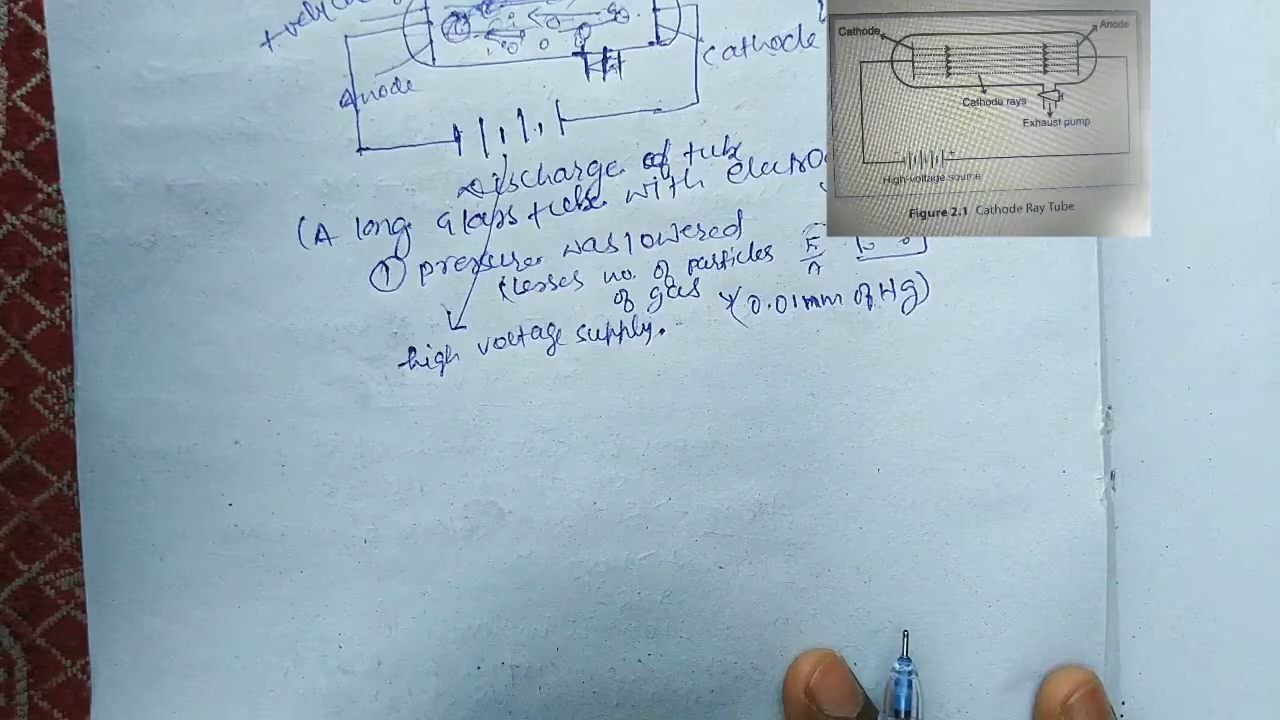 Anode
Cathode
Discharge of tube
(A long glass tube with electro
① pressure was lowered
(lesses no. of particles F/A
of gas (0.01mm of Hg)
high voltage supply.
Cathode
Anode
Cathode rays
Exhaust pump
+
High-voltage source
Figure 2.1 Cathode Ray Tube